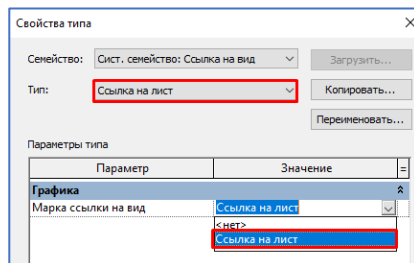 Свойства типа
Семейство: Сист. семейство: Ссылка на вид Загрузить...
Тип: Ссылка на лист Копировать...
Переименовать...
Параметры типа
Параметр Значение =
Графика
Марка ссылки на вид Ссылка на лист
<нет>
Ссылка на лист